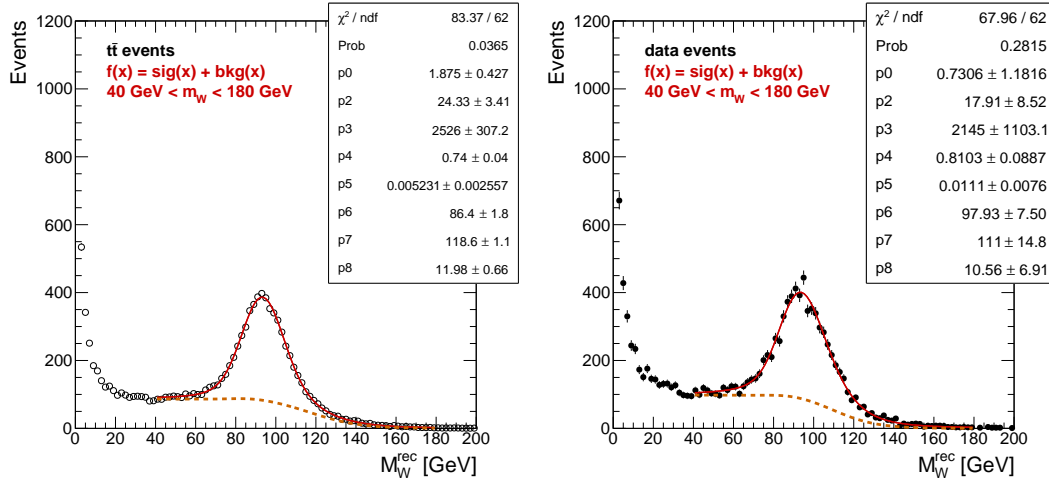 Events
1200
1000
800
600
400
200
0
tt̄ events
f(x) = sig(x) + bkg(x)
40 GeV < m_W < 180 GeV
χ² / ndf 83.37 / 62
Prob 0.0365
p0 1.875 ± 0.427
p2 24.33 ± 3.41
p3 2526 ± 307.2
p4 0.74 ± 0.04
p5 0.005231 ± 0.002557
p6 86.4 ± 1.8
p7 118.6 ± 1.1
p8 11.98 ± 0.66
0 20 40 60 80 100 120 140 160 180 200
M_W^rec [GeV]
Events
1200
1000
800
600
400
200
0
data events
f(x) = sig(x) + bkg(x)
40 GeV < m_W < 180 GeV
χ² / ndf 67.96 / 62
Prob 0.2815
p0 0.7306 ± 1.1816
p2 17.91 ± 8.52
p3 2145 ± 1103.1
p4 0.8103 ± 0.0887
p5 0.0111 ± 0.0076
p6 97.93 ± 7.50
p7 111 ± 14.8
p8 10.56 ± 6.91
0 20 40 60 80 100 120 140 160 180 200
M_W^rec [GeV]